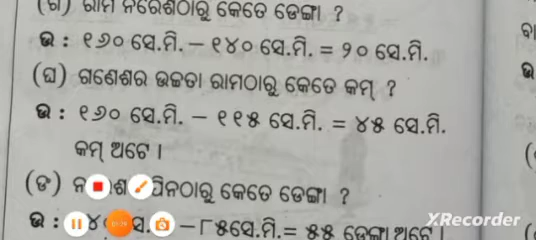 (ଗ) ରାମ ନରେଶଠାରୁ କେତେ ଡେଙ୍ଗା ?
ଉ : ୧୬୦ ସେ.ମି. – ୧୪୦ ସେ.ମି. = ୨୦ ସେ.ମି.
(ଘ) ଗଣେଶର ଉଚ୍ଚତା ରାମଠାରୁ କେତେ କମ୍ ?
ଉ : ୧୬୦ ସେ.ମି. – ୧୧୫ ସେ.ମି. = ୪୫ ସେ.ମି.
କମ୍ ଅଟେ ।
(ଙ) କେତେ ଡେଙ୍ଗା ?
ଉ : – ୮୫ସେ.ମି.= ୫୫ ଡେଙ୍ଗା ଅଟେ ।
XRecorder